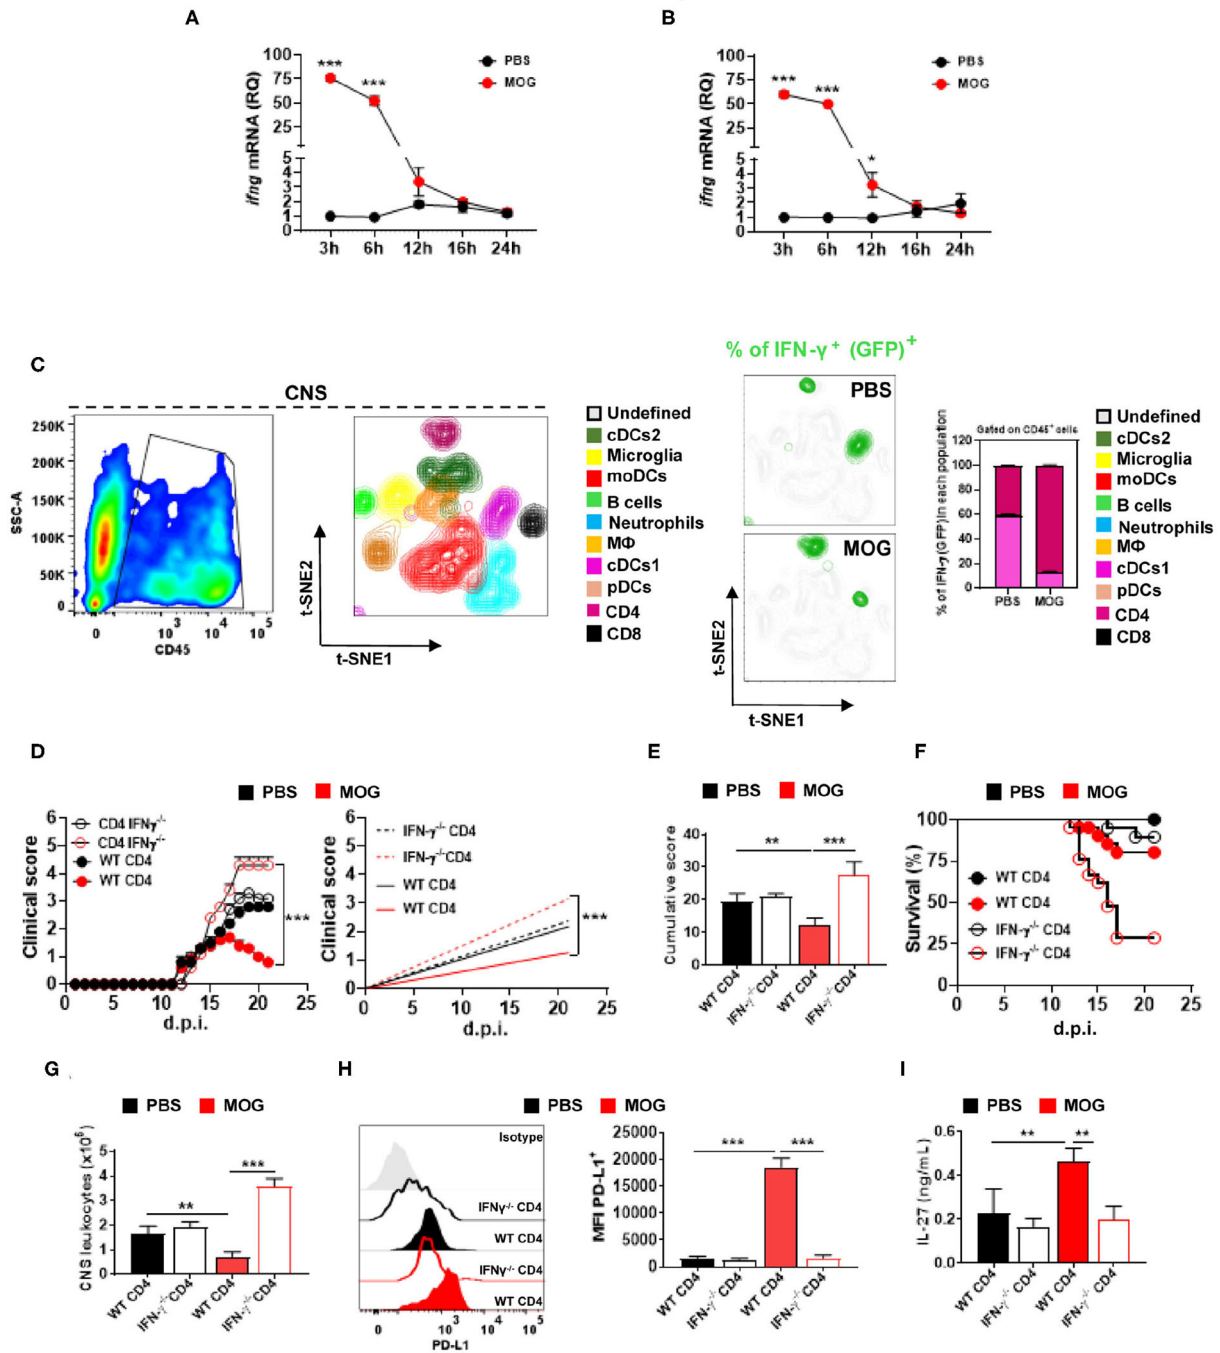 A
100
75
50
25
5
4
3
2
1
0
ifng mRNA (RQ)
***
***
PBS
MOG
3h 6h 12h 16h 24h
B
100
75
50
25
5
4
3
2
1
0
ifng mRNA (RQ)
***
***
*
PBS
MOG
3h 6h 12h 16h 24h
C
CNS
250K
200K
150K
100K
50K
0
SSC-A
0 10³ 10⁴ 10⁵
CD45
t-SNE2
t-SNE1
Undefined
cDCs2
Microglia
moDCs
B cells
Neutrophils
MΦ
cDCs1
pDCs
CD4
CD8
% of IFN-γ⁺ (GFP)⁺
PBS
MOG
t-SNE2
t-SNE1
Gated on CD45⁺ cells
120
100
80
60
40
20
0
% of IFN-γ(GFP)in each population
PBS MOG
Undefined
cDCs2
Microglia
moDCs
B cells
Neutrophils
MΦ
cDCs1
pDCs
CD4
CD8
D
PBS MOG
6
5
4
3
2
1
0
Clinical score
CD4 IFNγ⁻/⁻
CD4 IFNγ⁻/⁻
WT CD4
WT CD4
***
0 5 10 15 20 25
d.p.i.
6
5
4
3
2
1
0
Clinical score
IFN-γ⁻/⁻ CD4
IFN-γ⁻/⁻CD4
WT CD4
WT CD4
***
0 5 10 15 20 25
d.p.i.
E
PBS MOG
40
30
20
10
0
Cumulative score
** ***
WT CD4
IFN-γ⁻/⁻CD4
WT CD4
IFN-γ⁻/⁻CD4
F
PBS MOG
100
75
50
25
0
Survival (%)
WT CD4
WT CD4
IFN-γ⁻/⁻ CD4
IFN-γ⁻/⁻ CD4
0 5 10 15 20 25
d.p.i.
G
PBS MOG
5
4
3
2
1
0
CNS leukocytes (x10⁶)
**
***
WT CD4
IFN-γ⁻/⁻CD4
WT CD4
IFN-γ⁻/⁻CD4
H
PBS MOG
Isotype
IFNγ⁻/⁻ CD4
WT CD4
IFNγ⁻/⁻ CD4
WT CD4
0 10³ 10⁴ 10⁵
PD-L1
25000
20000
15000
10000
5000
0
MFI PD-L1⁺
*** ***
WT CD4
IFN-γ⁻/⁻ CD4
WT CD4
IFN-γ⁻/⁻ CD4
I
PBS MOG
0.6
0.4
0.2
0.0
IL-27 (ng/mL)
** **
WT CD4
IFN-γ⁻/⁻ CD4
WT CD4
IFN-γ⁻/⁻ CD4